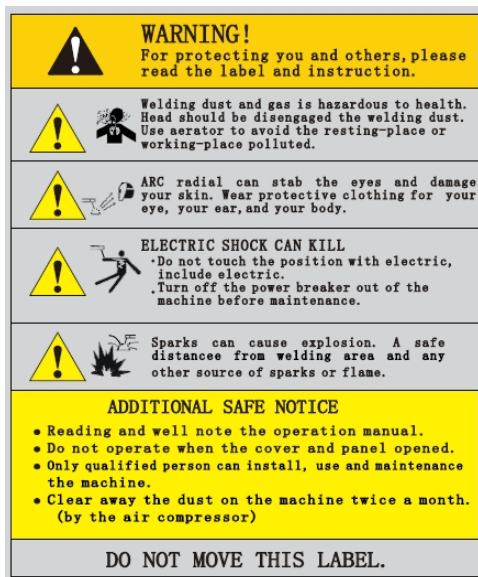 WARNING!
For protecting you and others, please
read the label and instruction.
Welding dust and gas is hazardous to health.
Head should be disengaged the welding dust.
Use aerator to avoid the resting-place or
working-place polluted.
ARC radial can stab the eyes and damage
your skin. Wear protective clothing for your
eye, your ear, and your body.
ELECTRIC SHOCK CAN KILL
·Do not touch the position with electric,
include electric.
.Turn off the power breaker out of the
machine before maintenance.
Sparks can cause explosion. A safe
distancee from welding area and any
other source of sparks or flame.
ADDITIONAL SAFE NOTICE
• Reading and well note the operation manual.
• Do not operate when the cover and panel opened.
• Only qualified person can install, use and maintenance
the machine.
• Clear away the dust on the machine twice a month.
(by the air compressor)
DO NOT MOVE THIS LABEL.